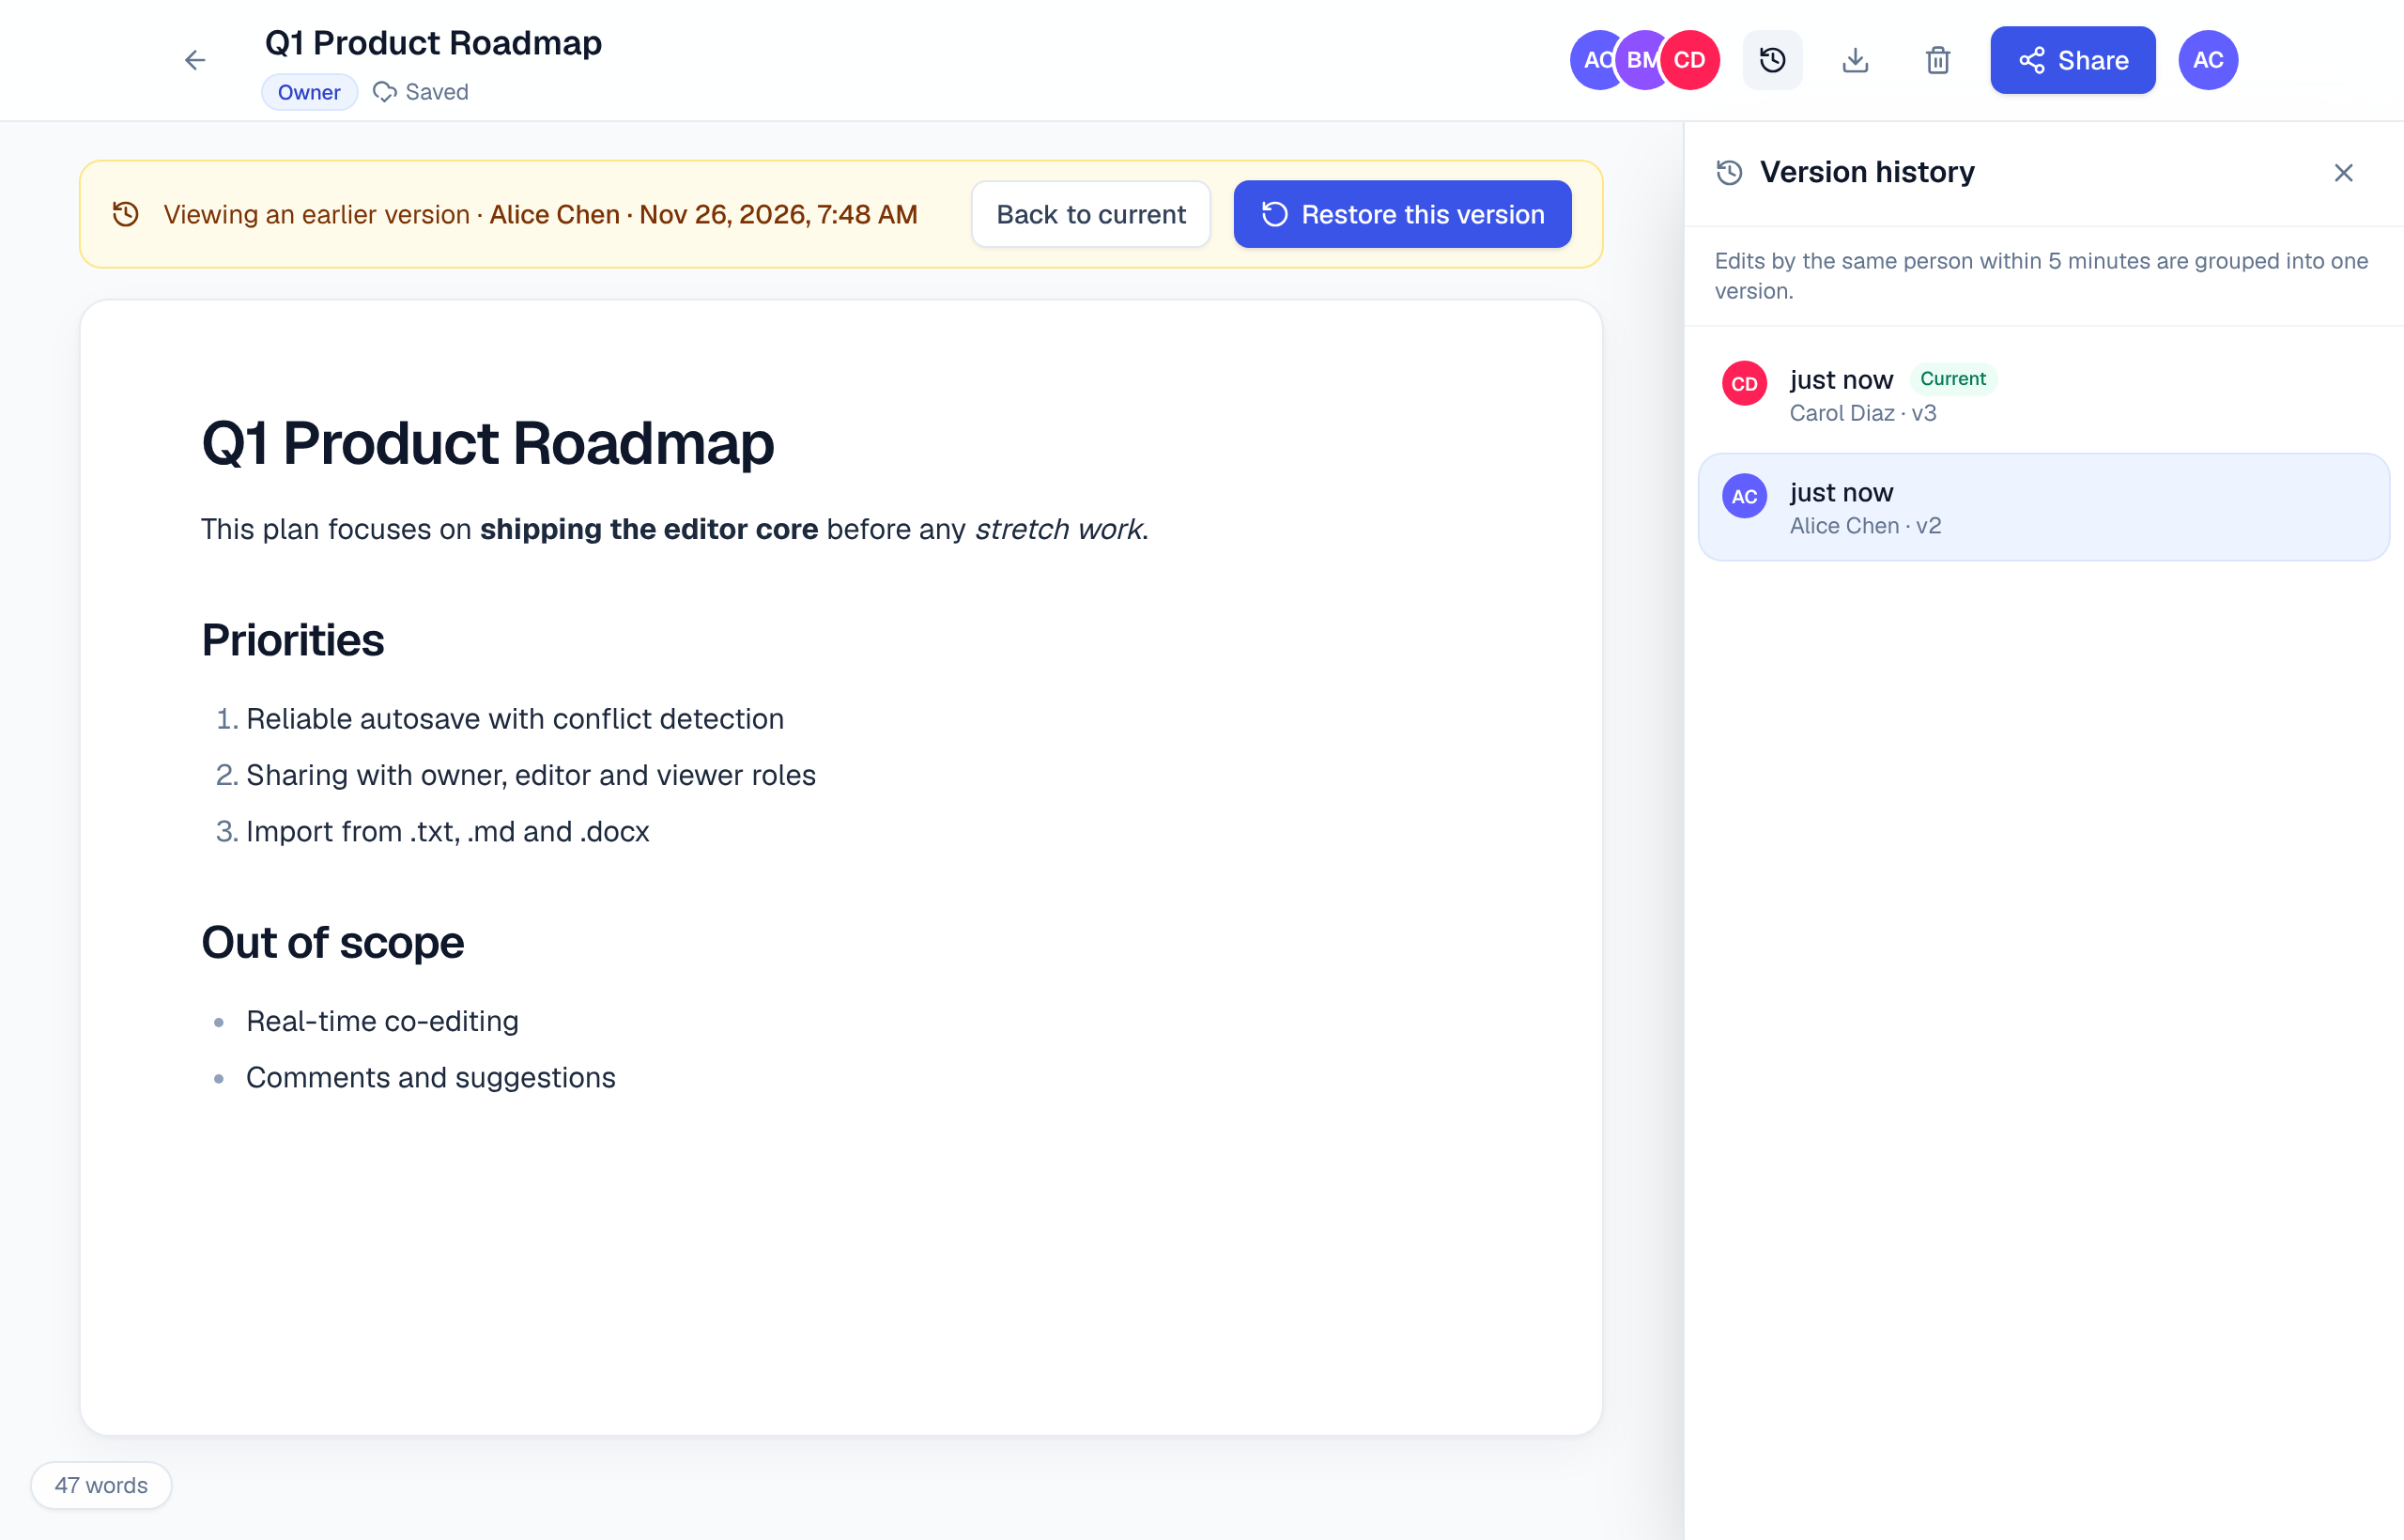 Q1 Product Roadmap
Owner Saved
AC BM CD Share AC
Viewing an earlier version · Alice Chen · Nov 26, 2026, 7:48 AM Back to current Restore this version
Q1 Product Roadmap
This plan focuses on shipping the editor core before any stretch work.
Priorities
1. Reliable autosave with conflict detection
2. Sharing with owner, editor and viewer roles
3. Import from .txt, .md and .docx
Out of scope
• Real-time co-editing
• Comments and suggestions
47 words
Version history
Edits by the same person within 5 minutes are grouped into one
version.
CD just now Current
Carol Diaz · v3
AC just now
Alice Chen · v2